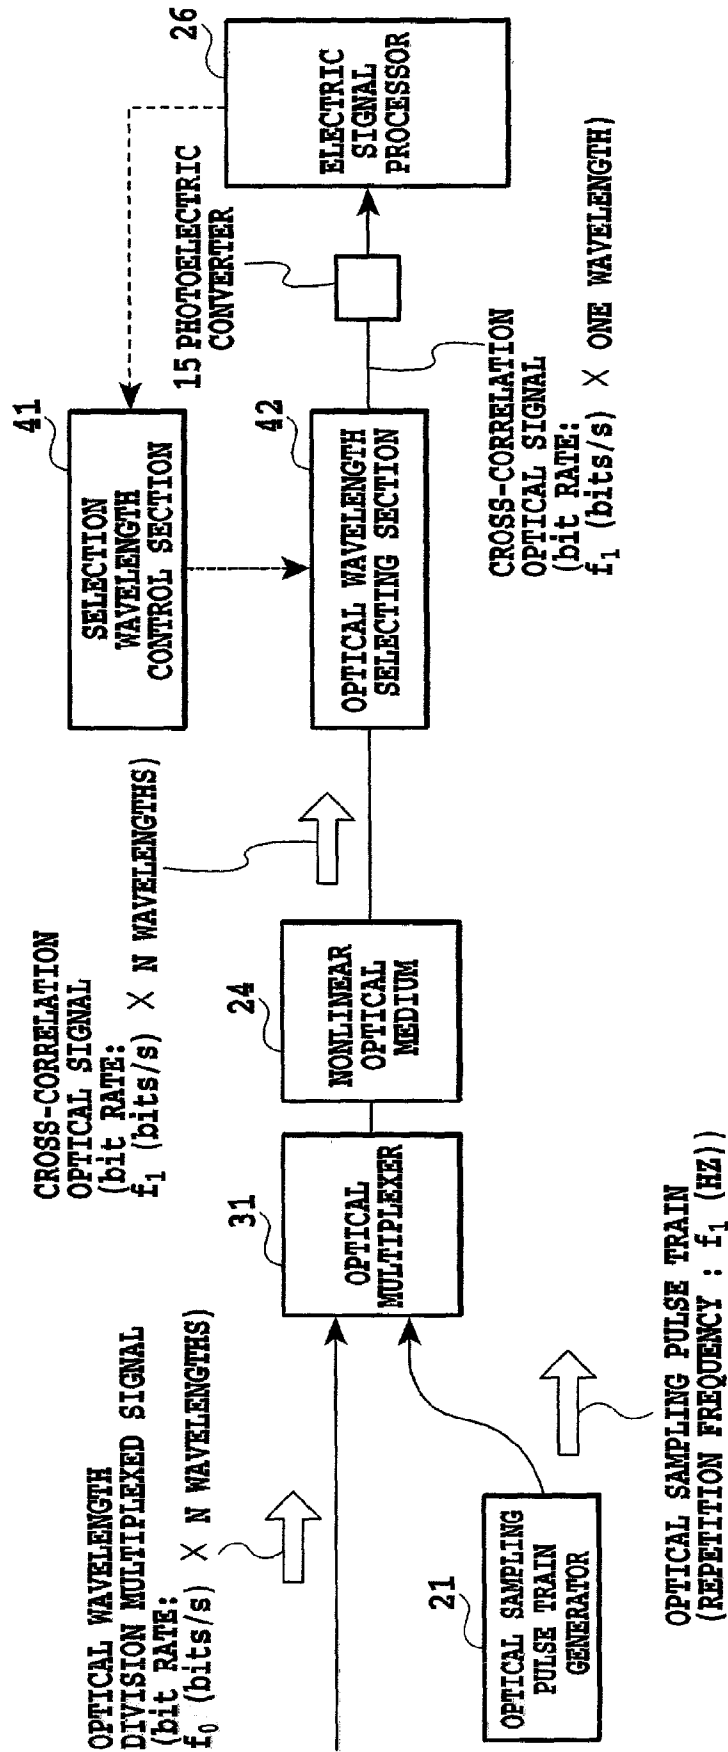 OPTICAL WAVELENGTH
DIVISION MULTIPLEXED SIGNAL
(bit RATE:
f0 (bits/s) × N WAVELENGTHS)
21
OPTICAL SAMPLING
PULSE TRAIN
GENERATOR
OPTICAL SAMPLING PULSE TRAIN
(REPETITION FREQUENCY : f1 (HZ))
31
OPTICAL
MULTIPLEXER
24
NONLINEAR
OPTICAL
MEDIUM
CROSS-CORRELATION
OPTICAL SIGNAL
(bit RATE:
f1 (bits/s) × N WAVELENGTHS)
41
SELECTION
WAVELENGTH
CONTROL SECTION
42
OPTICAL WAVELENGTH
SELECTING SECTION
CROSS-CORRELATION
OPTICAL SIGNAL
(bit RATE:
f1 (bits/s) × ONE WAVELENGTH)
15 PHOTOELECTRIC
CONVERTER
26
ELECTRIC
SIGNAL
PROCESSOR